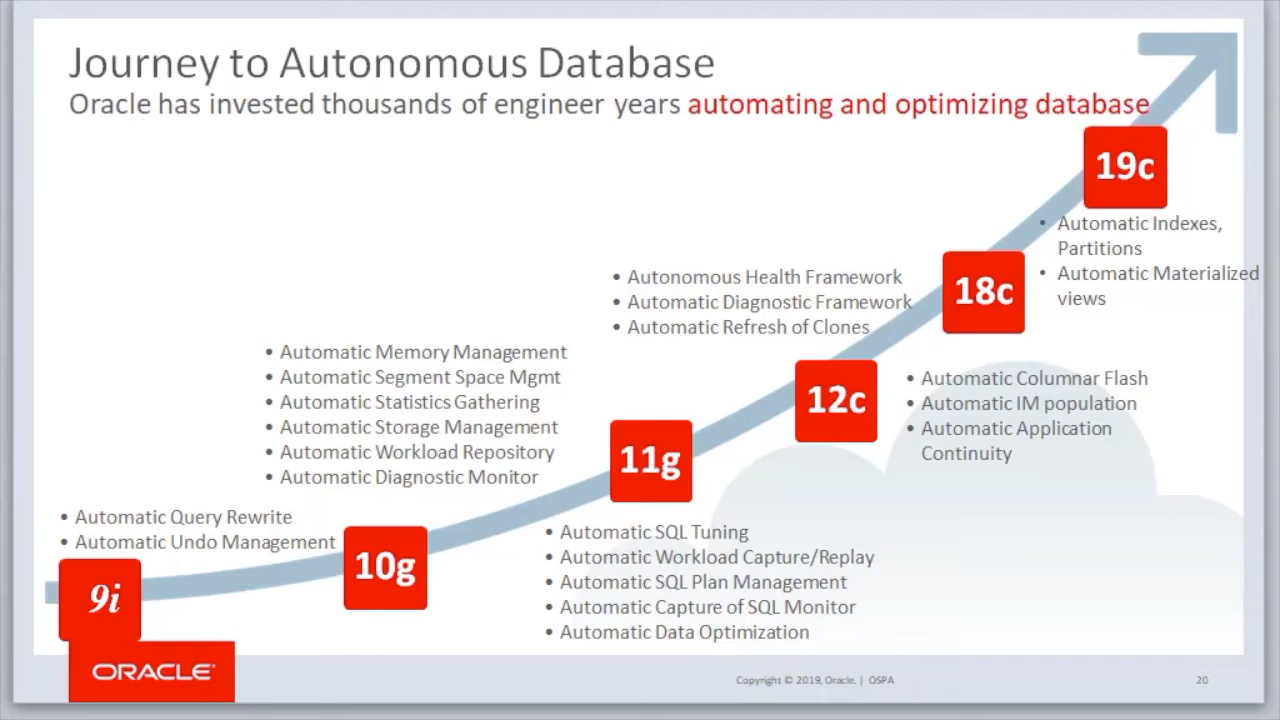 Journey to Autonomous Database
Oracle has invested thousands of engineer years automating and optimizing database
9i
• Automatic Query Rewrite
• Automatic Undo Management
10g
• Automatic Memory Management
• Automatic Segment Space Mgmt
• Automatic Statistics Gathering
• Automatic Storage Management
• Automatic Workload Repository
• Automatic Diagnostic Monitor
11g
• Automatic SQL Tuning
• Automatic Workload Capture/Replay
• Automatic SQL Plan Management
• Automatic Capture of SQL Monitor
• Automatic Data Optimization
12c
• Autonomous Health Framework
• Automatic Diagnostic Framework
• Automatic Refresh of Clones
18c
• Automatic Columnar Flash
• Automatic IM population
• Automatic Application
Continuity
19c
• Automatic Indexes,
Partitions
• Automatic Materialized
views
ORACLE®
Copyright © 2019, Oracle. | OSPA
20